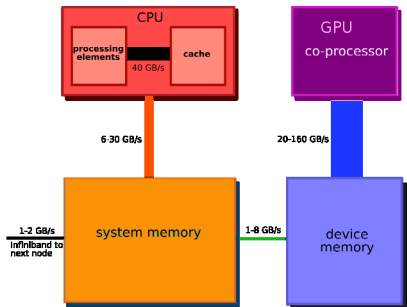 CPU
processing
elements
cache
40 GB/s
GPU
co-processor
6-30 GB/s
20-160 GB/s
system memory
1-8 GB/s
device
memory
1-2 GB/s
infiniband to
next node